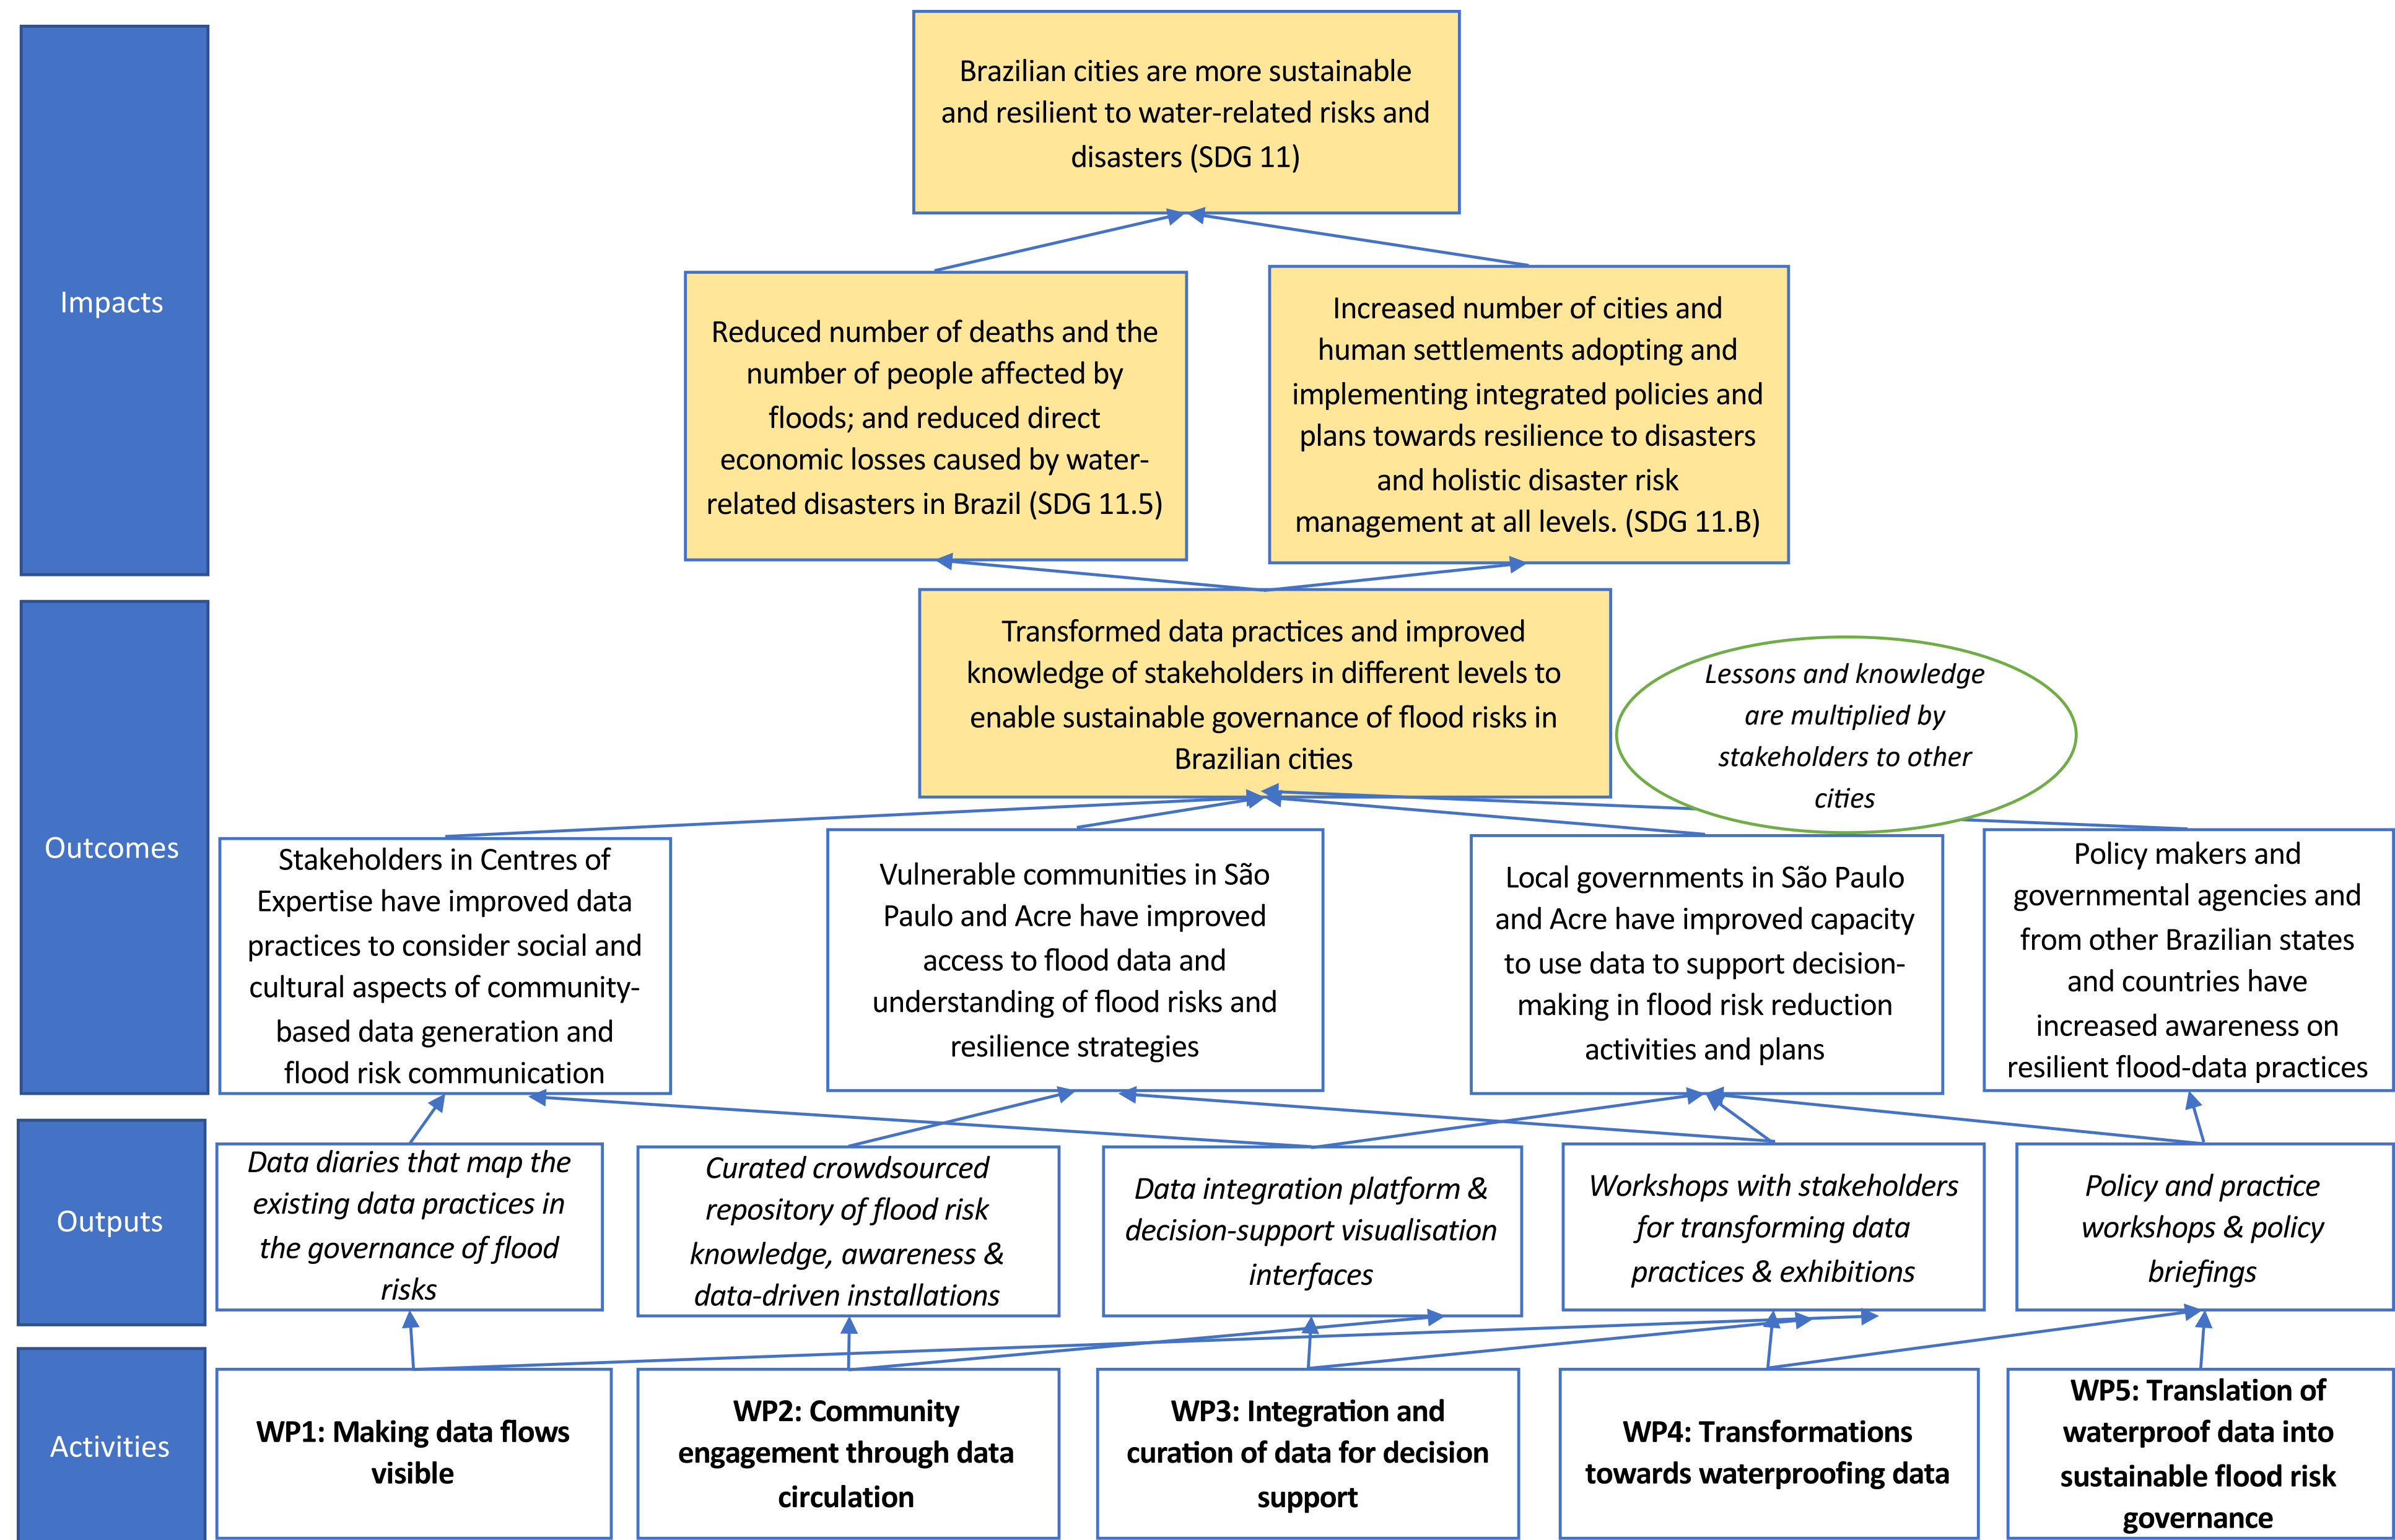 Impacts
Brazilian cities are more sustainable
and resilient to water-related risks and
disasters (SDG 11)
Reduced number of deaths and the
number of people affected by
floods; and reduced direct
economic losses caused by water-
related disasters in Brazil (SDG 11.5)
Increased number of cities and
human settlements adopting and
implementing integrated policies and
plans towards resilience to disasters
and holistic disaster risk
management at all levels. (SDG 11.B)
Outcomes
Transformed data practices and improved
knowledge of stakeholders in different levels to
enable sustainable governance of flood risks in
Brazilian cities
Lessons and knowledge
are multiplied by
stakeholders to other
cities
Stakeholders in Centres of
Expertise have improved data
practices to consider social and
cultural aspects of community-
based data generation and
flood risk communication
Vulnerable communities in São
Paulo and Acre have improved
access to flood data and
understanding of flood risks and
resilience strategies
Local governments in São Paulo
and Acre have improved capacity
to use data to support decision-
making in flood risk reduction
activities and plans
Policy makers and
governmental agencies and
from other Brazilian states
and countries have
increased awareness on
resilient flood-data practices
Outputs
Data diaries that map the
existing data practices in
the governance of flood
risks
Curated crowdsourced
repository of flood risk
knowledge, awareness &
data-driven installations
Data integration platform &
decision-support visualisation
interfaces
Workshops with stakeholders
for transforming data
practices & exhibitions
Policy and practice
workshops & policy
briefings
Activities
WP1: Making data flows
visible
WP2: Community
engagement through data
circulation
WP3: Integration and
curation of data for decision
support
WP4: Transformations
towards waterproofing data
WP5: Translation of
waterproof data into
sustainable flood risk
governance